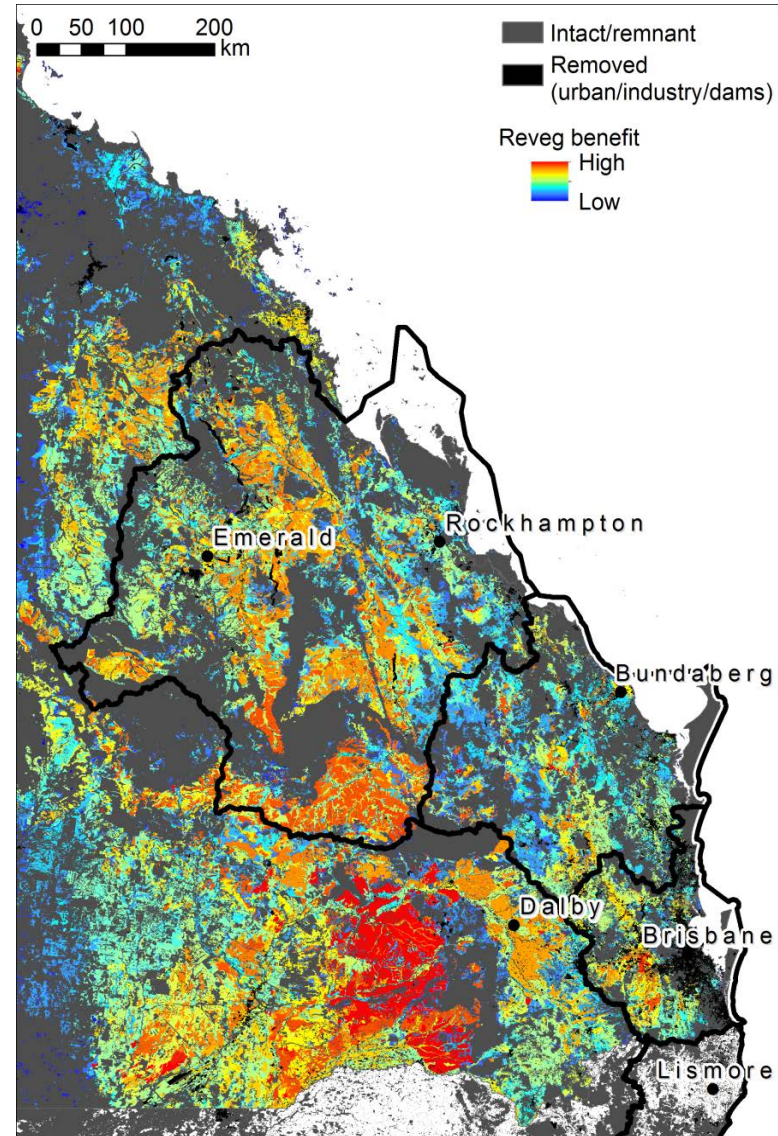 0 50 100 200
km
Intact/remnant
Removed
(urban/industry/dams)
Reveg benefit
High
Low
Emerald
Rockhampton
Bundaberg
Dalby
Brisbane
Lismore